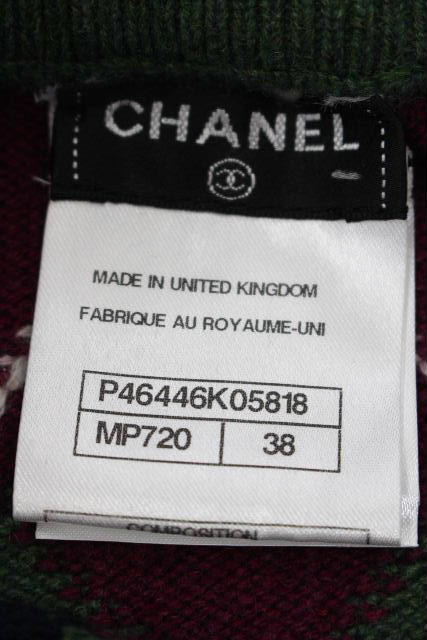 CHANEL
MADE IN UNITED KINGDOM
FABRIQUE AU ROYAUME-UNI
P46446K05818
MP720 38
COMPOSITION